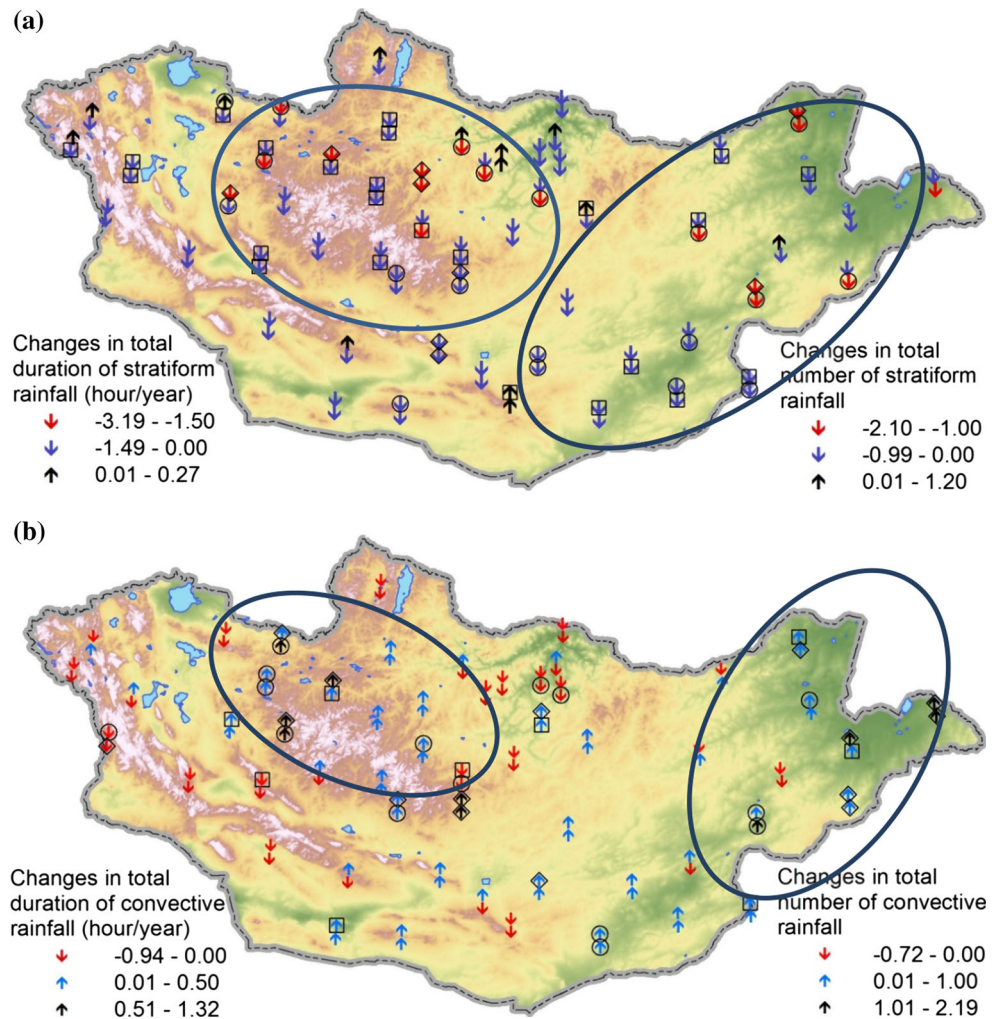 (a)
Changes in total
duration of stratiform
rainfall (hour/year)
-3.19 - -1.50
-1.49 - 0.00
0.01 - 0.27
Changes in total
number of stratiform
rainfall
-2.10 - -1.00
-0.99 - 0.00
0.01 - 1.20
(b)
Changes in total
duration of convective
rainfall (hour/year)
-0.94 - 0.00
0.01 - 0.50
0.51 - 1.32
Changes in total
number of convective
rainfall
-0.72 - 0.00
0.01 - 1.00
1.01 - 2.19